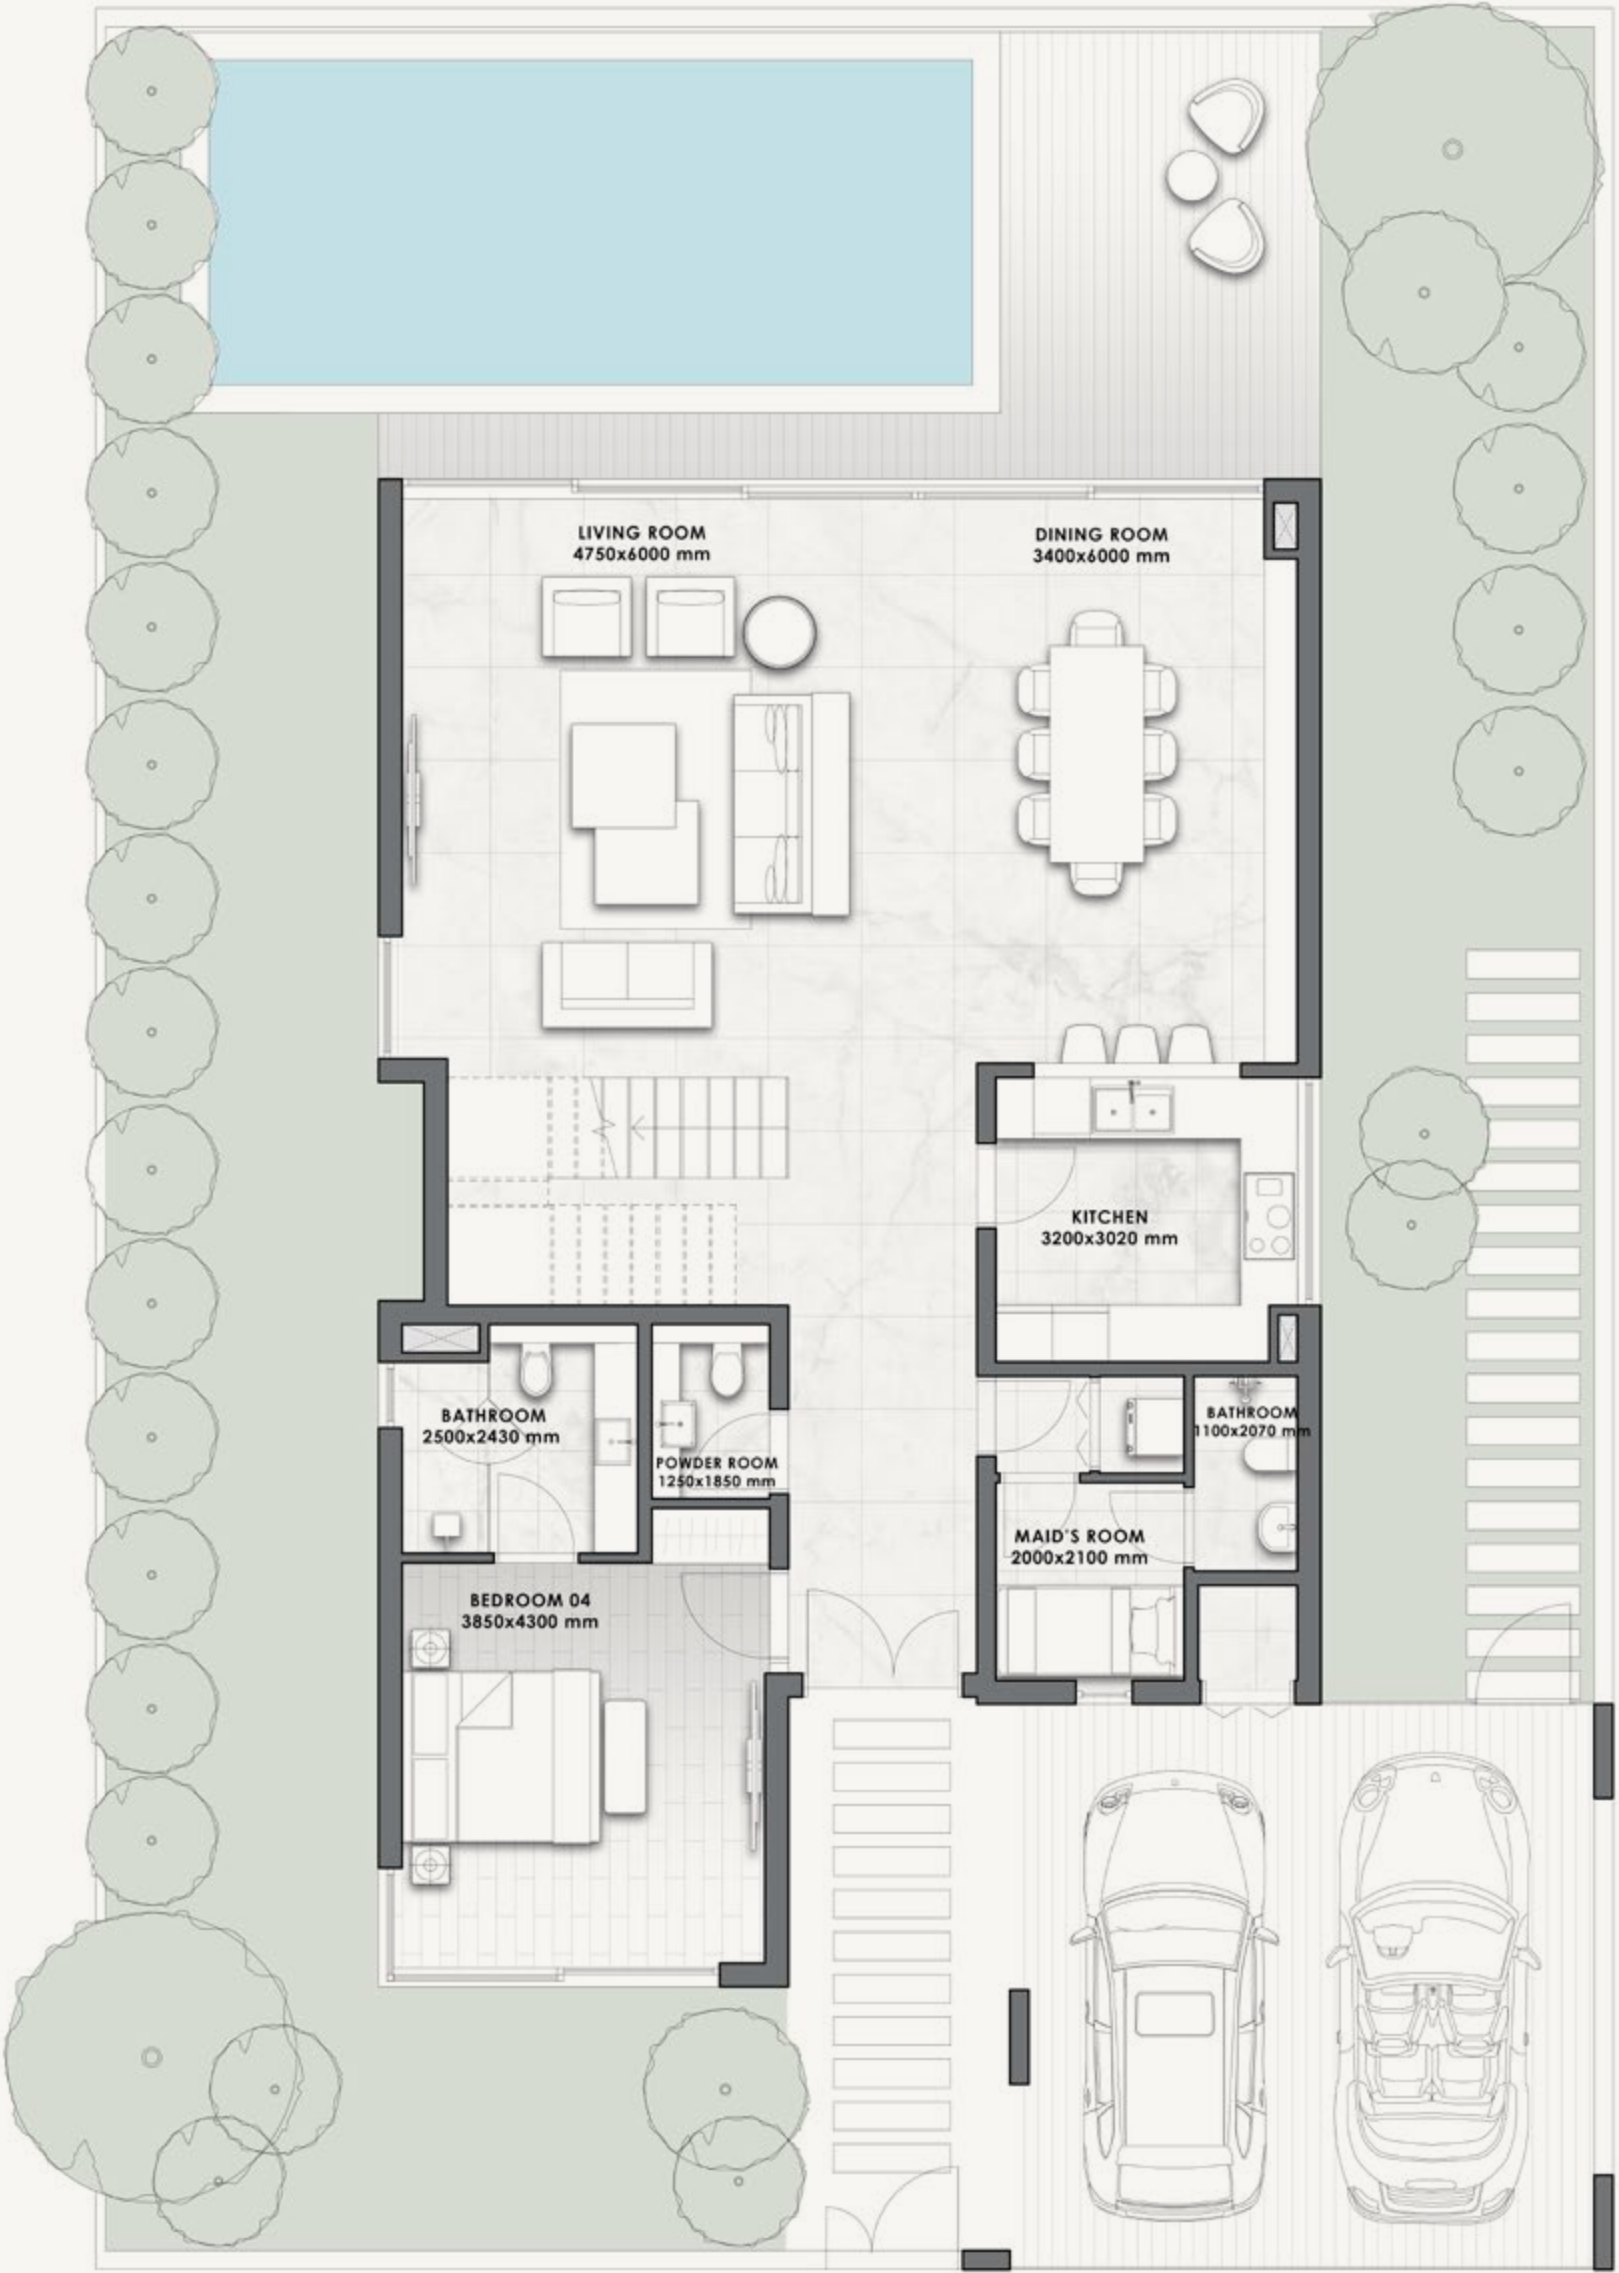 LIVING ROOM
4750x6000 mm
DINING ROOM
3400x6000 mm
KITCHEN
3200x3020 mm
BATHROOM
2500x2430 mm
POWDER ROOM
1250x1850 mm
BATHROOM
1100x2070 mm
MAID'S ROOM
2000x2100 mm
BEDROOM 04
3850x4300 mm